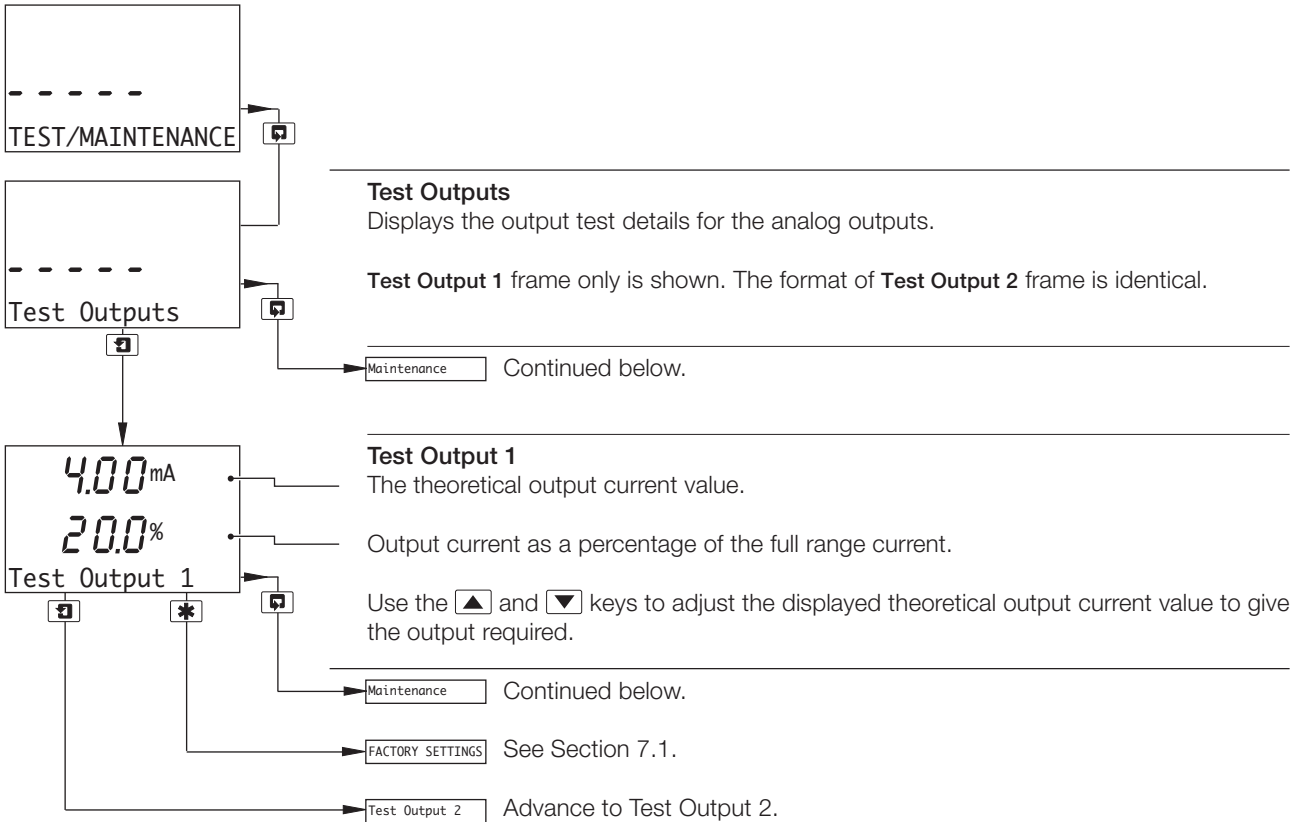 - - - - -
TEST/MAINTENANCE
- - - - -
Test Outputs
Test Outputs
Displays the output test details for the analog outputs.
Test Output 1 frame only is shown. The format of Test Output 2 frame is identical.
Maintenance Continued below.
4.00 mA
20.0 %
Test Output 1
Test Output 1
The theoretical output current value.
Output current as a percentage of the full range current.
Use the ▲ and ▼ keys to adjust the displayed theoretical output current value to give
the output required.
Maintenance Continued below.
FACTORY SETTINGS See Section 7.1.
Test Output 2 Advance to Test Output 2.